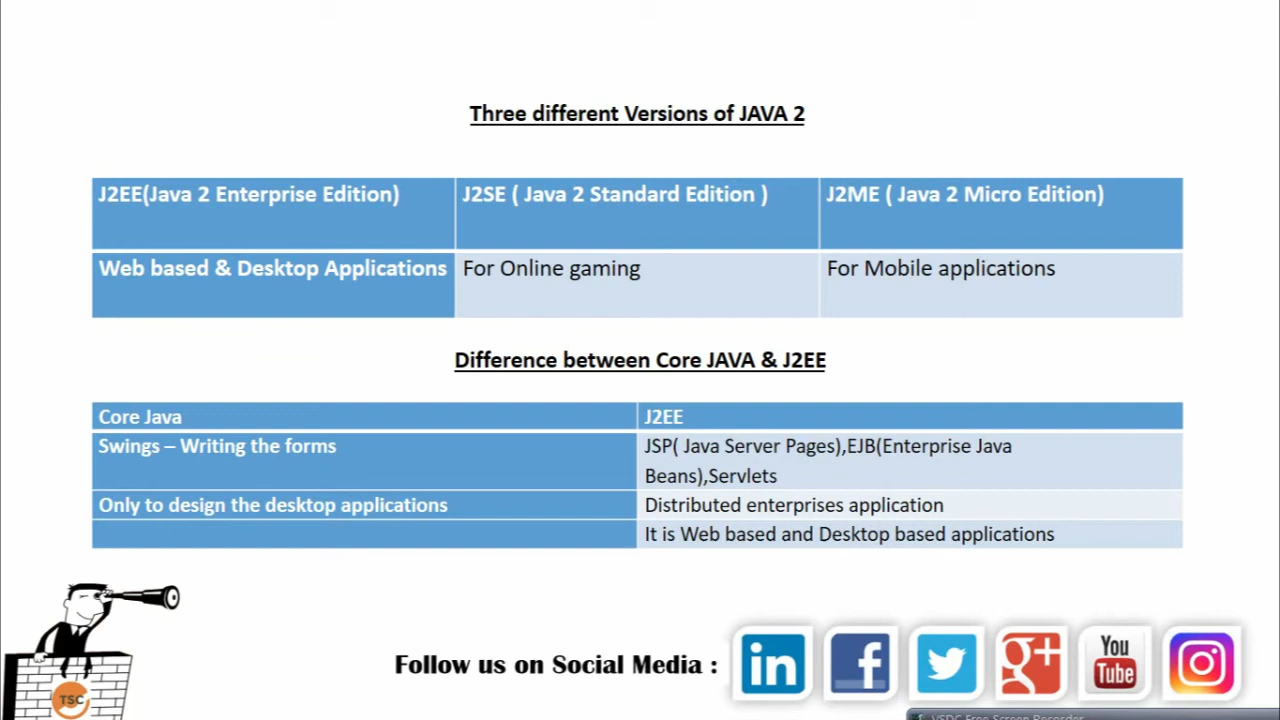 Three different Versions of JAVA 2
J2EE(Java 2 Enterprise Edition)
J2SE ( Java 2 Standard Edition )
J2ME ( Java 2 Micro Edition)
Web based & Desktop Applications
For Online gaming
For Mobile applications
Difference between Core JAVA & J2EE
Core Java
J2EE
Swings – Writing the forms
JSP( Java Server Pages),EJB(Enterprise Java
Beans),Servlets
Only to design the desktop applications
Distributed enterprises application
It is Web based and Desktop based applications
TSC
Follow us on Social Media :
in
f
g+
You
Tube
VSDC Free Screen Recorder